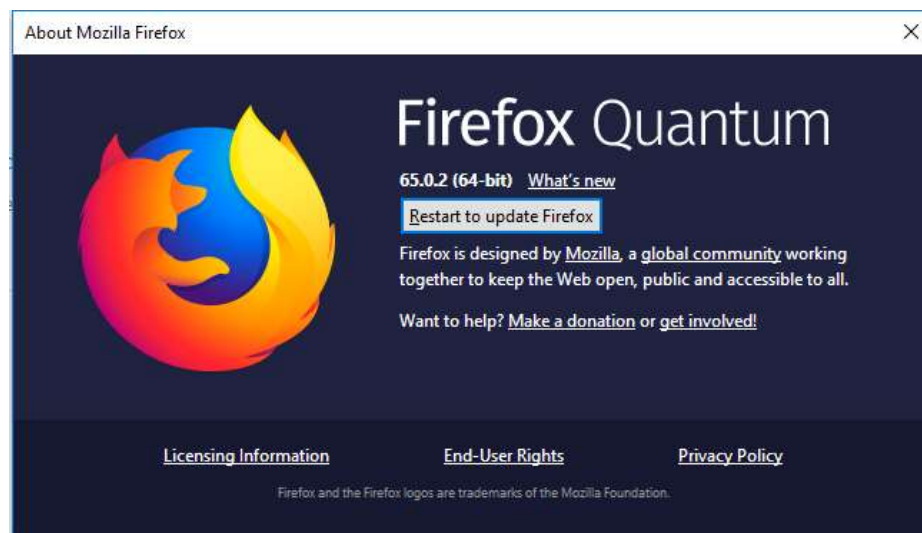 About Mozilla Firefox
Firefox Quantum
65.0.2 (64-bit) What's new
Restart to update Firefox
Firefox is designed by Mozilla, a global community working
together to keep the Web open, public and accessible to all.
Want to help? Make a donation or get involved!
Licensing Information End-User Rights Privacy Policy
Firefox and the Firefox logos are trademarks of the Mozilla Foundation.